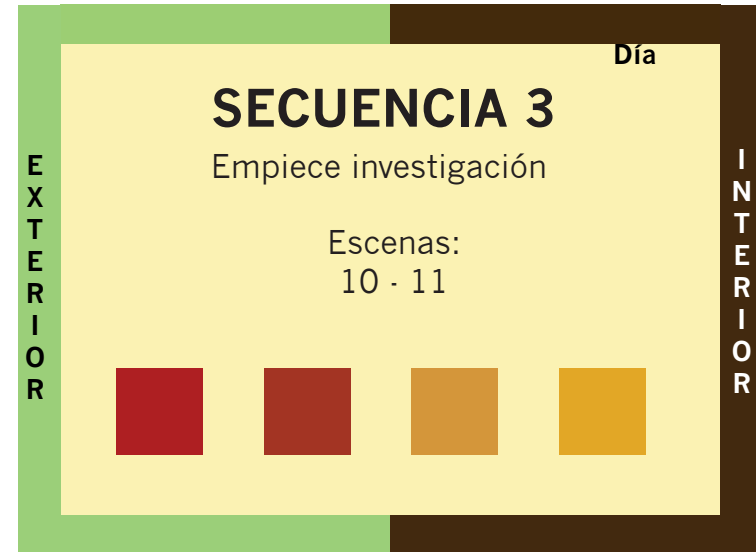 Día
SECUENCIA 3
Empiece investigación
Escenas:
10 - 11
EXTERIOR
INTERIOR